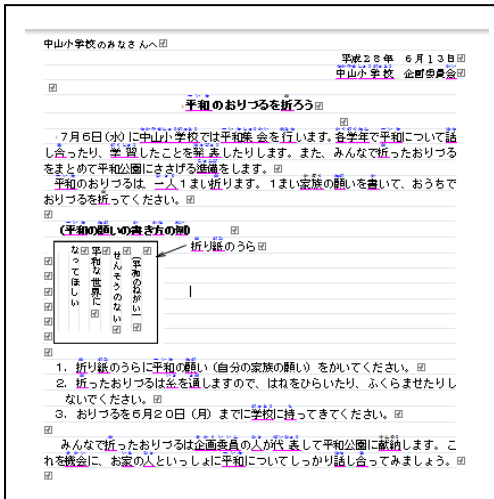 中山小学校のみなさんへ
平成28年 6月13日
中山小学校 企画委員会
平和のおりづるを折ろう
7月6日(水)に中山小学校では平和集会を行います。各学年で平和について話
し合ったり、学習したことを発表したりします。また、みんなで折ったおりづる
をまとめて平和公園にささげる準備をします。
平和のおりづるは、一人1まい折ります。1まい家族の願いを書いて、おうちで
おりづるを折ってください。
(平和の願いの書き方の例)
折り紙のうら
(平和のねがい)
せんそうのない
平和な世界に
なってほしい
1. 折り紙のうらに平和の願い(自分の家族の願い)をかいてください。
2. 折ったおりづるは糸を通しますので、はねをひらいたり、ふくらませたりし
ないでください。
3. おりづるを6月20日(月)までに学校に持ってきてください。
みんなで折ったおりづるは企画委員の人が代表して平和公園に献納します。こ
れを機会に、お家の人といっしょに平和についてしっかり話し合ってみましょう。